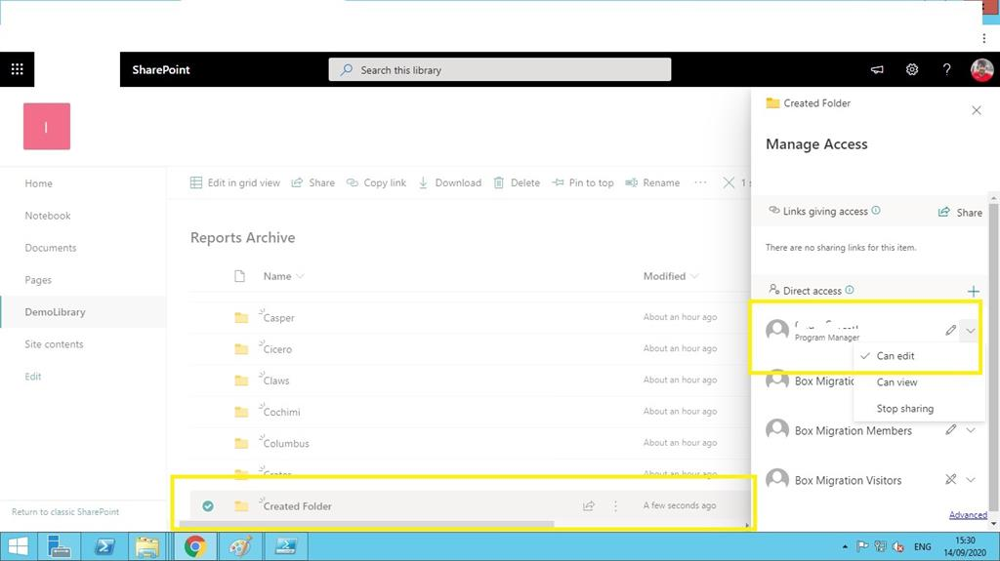 SharePoint
Search this library
?
Created Folder
Manage Access
I
Home
Notebook
Documents
Pages
DemoLibrary
Site contents
Edit
Return to classic SharePoint
Edit in grid view Share Copy link Download Delete Pin to top Rename ··· 1
Reports Archive
Name Modified
Casper About an hour ago
Cicero About an hour ago
Claws About an hour ago
Cochimi About an hour ago
Columbus About an hour ago
Crater About an hour ago
Created Folder A few seconds ago
Links giving access Share
There are no sharing links for this item.
Direct access
Program Manager
Can edit
Can view
Stop sharing
Box
Box Migration Members
Box Migration Visitors
Advanced
ENG
15:30
14/09/2020